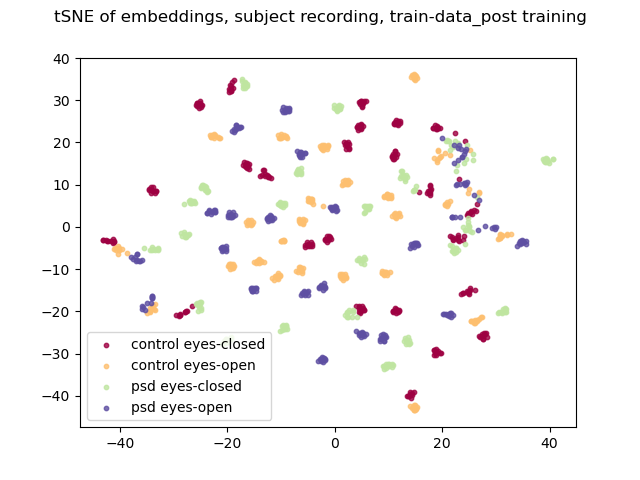 tSNE of embeddings, subject recording, train-data_post training
40
30
20
10
0
−10
−20
−30
−40
−40
−20
0
20
40
control eyes-closed
control eyes-open
psd eyes-closed
psd eyes-open